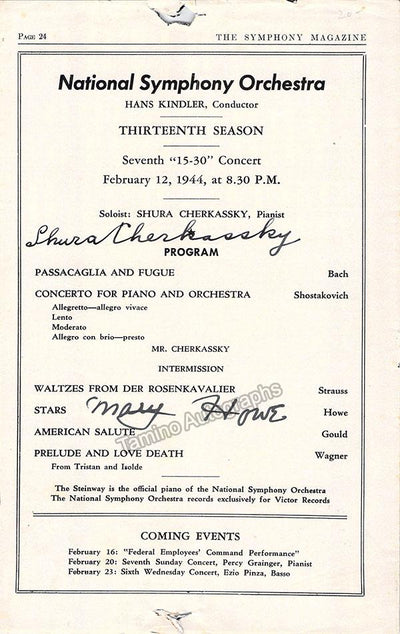 PAGE 24 THE SYMPHONY MAGAZINE
National Symphony Orchestra
HANS KINDLER, Conductor
THIRTEENTH SEASON
Seventh "15-30" Concert
February 12, 1944, at 8.30 P.M.
Soloist: SHURA CHERKASSKY, Pianist
Shura Cherkassky
PROGRAM
PASSACAGLIA AND FUGUE Bach
CONCERTO FOR PIANO AND ORCHESTRA Shostakovich
Allegretto—allegro vivace
Lento
Moderato
Allegro con brio—presto
MR. CHERKASSKY
INTERMISSION
WALTZES FROM DER ROSENKAVALIER Strauss
STARS Mary Howe Howe
Tamino Autographs
AMERICAN SALUTE Gould
PRELUDE AND LOVE DEATH Wagner
From Tristan and Isolde
The Steinway is the official piano of the National Symphony Orchestra
The National Symphony Orchestra records exclusively for Victor Records
COMING EVENTS
February 16: "Federal Employees' Command Performance"
February 20: Seventh Sunday Concert, Percy Grainger, Pianist
February 23: Sixth Wednesday Concert, Ezio Pinza, Basso